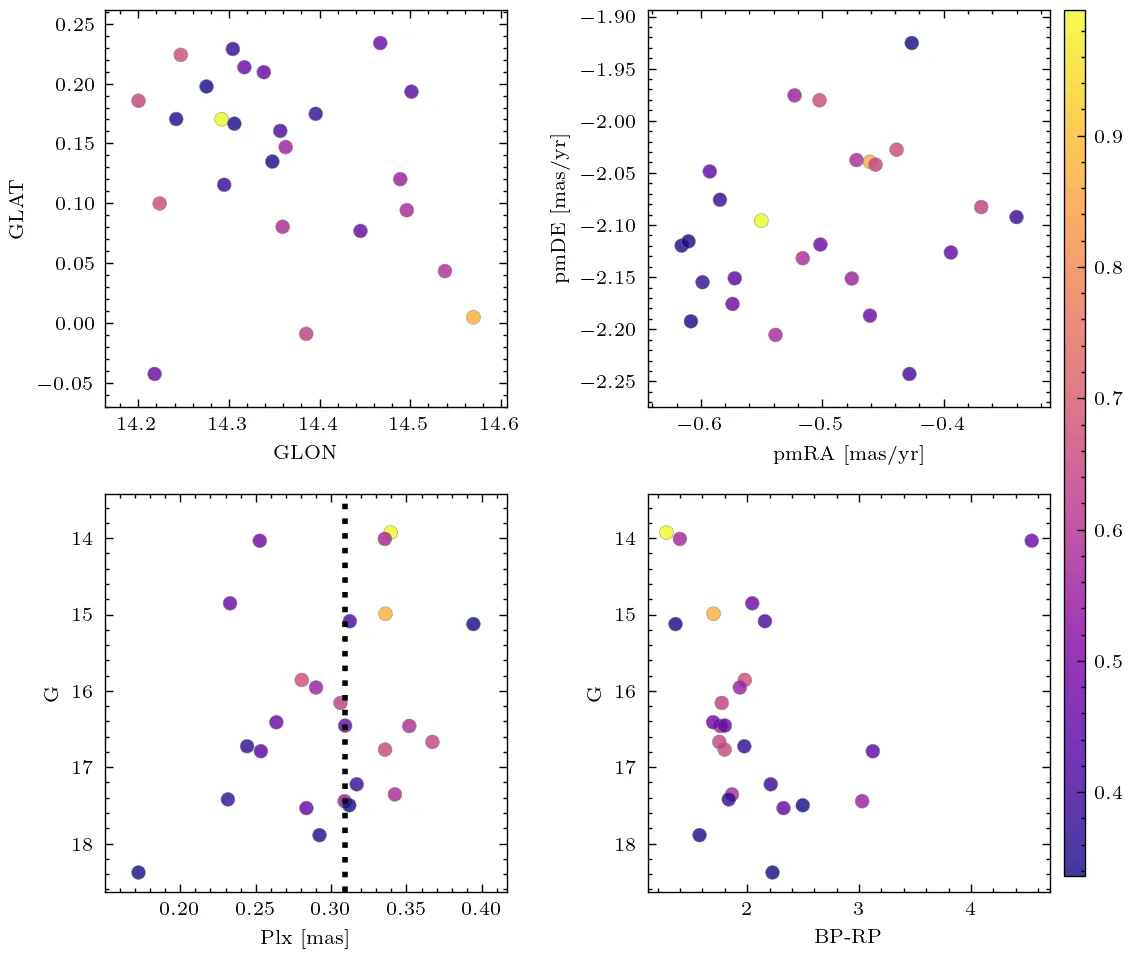 0.25
0.20
0.15
0.10
0.05
0.00
−0.05
GLAT
14.2 14.3 14.4 14.5 14.6
GLON
−1.90
−1.95
−2.00
−2.05
−2.10
−2.15
−2.20
−2.25
pmDE [mas/yr]
−0.6 −0.5 −0.4
pmRA [mas/yr]
0.9
0.8
0.7
0.6
0.5
0.4
14
15
16
17
18
G
0.20 0.25 0.30 0.35 0.40
Plx [mas]
14
15
16
17
18
G
2 3 4
BP-RP